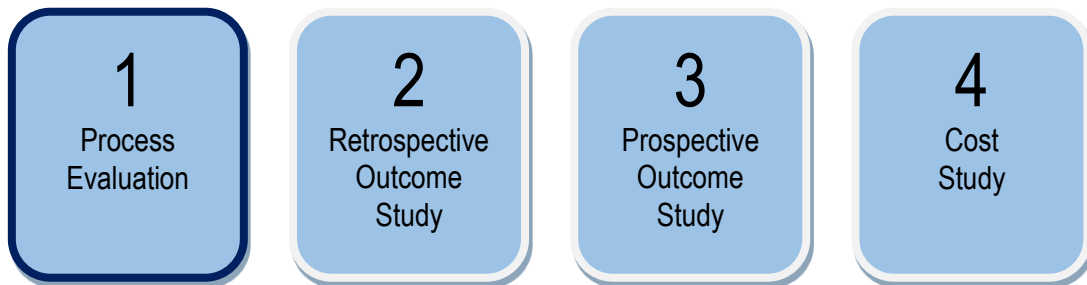 1
Process
Evaluation
2
Retrospective
Outcome
Study
3
Prospective
Outcome
Study
4
Cost
Study